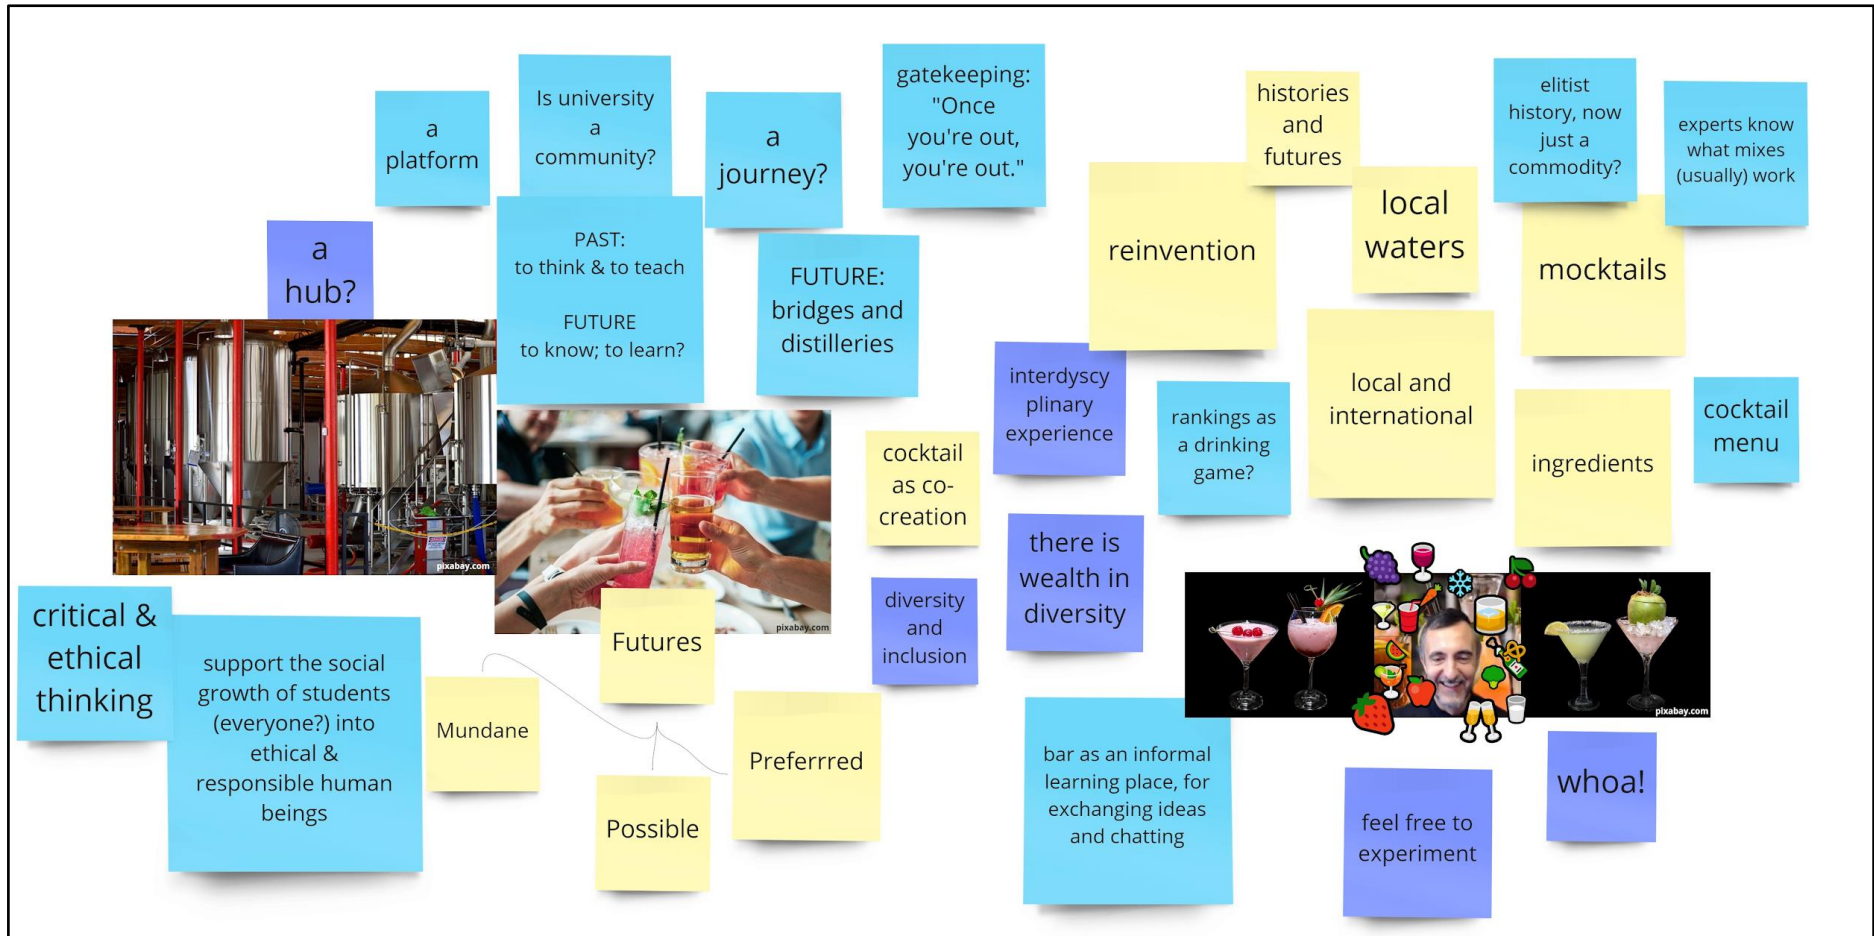 a
platform
Is university
a
community?
a
journey?
gatekeeping:
"Once
you're out,
you're out."
a
hub?
PAST:
to think & to teach
FUTURE
to know; to learn?
FUTURE:
bridges and
distilleries
pixabay.com
pixabay.com
critical &
ethical
thinking
support the social
growth of students
(everyone?) into
ethical &
responsible human
beings
Futures
Mundane
Possible
Preferrred
histories
and
futures
elitist
history, now
just a
commodity?
experts know
what mixes
(usually) work
reinvention
local
waters
mocktails
interdyscy
plinary
experience
rankings as
a drinking
game?
local and
international
ingredients
cocktail
menu
cocktail
as co-
creation
diversity
and
inclusion
there is
wealth in
diversity
pixabay.com
bar as an informal
learning place, for
exchanging ideas
and chatting
feel free to
experiment
whoa!